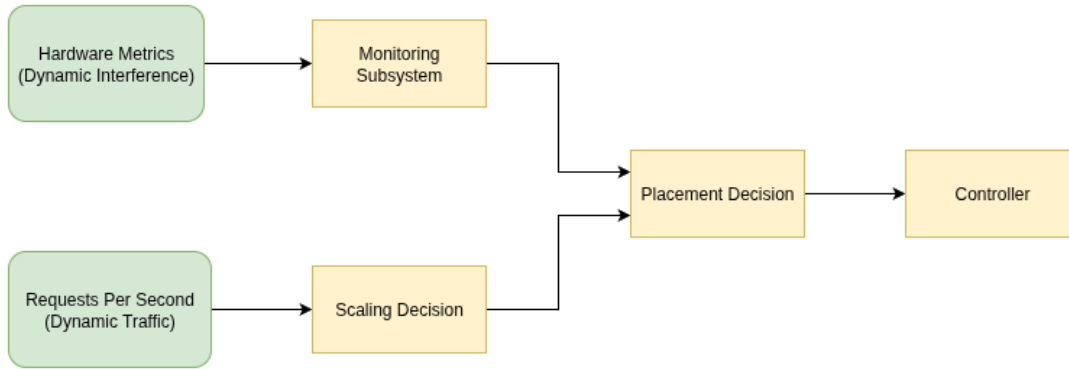 Hardware Metrics
(Dynamic Interference)
Monitoring
Subsystem
Placement Decision
Controller
Requests Per Second
(Dynamic Traffic)
Scaling Decision